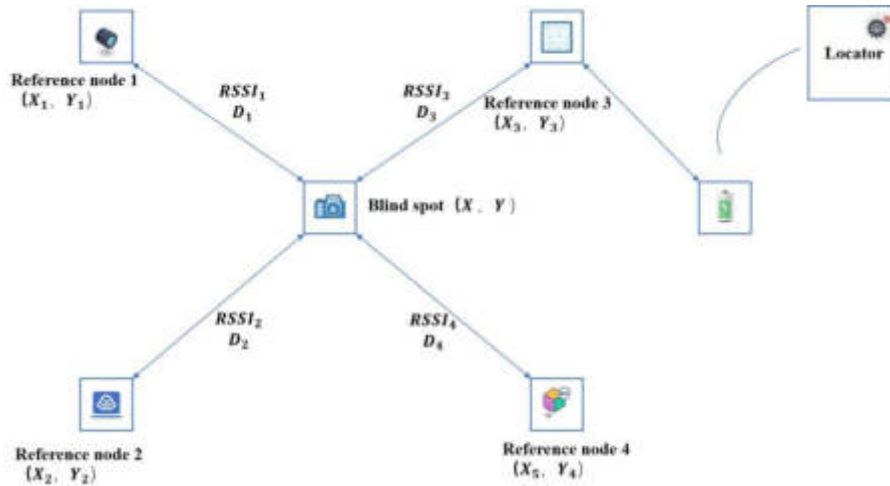 Locator
Reference node 1
(X₁, Y₁)
RSSI₁
D₁
RSSI₃
D₃
Reference node 3
(X₃, Y₃)
Blind spot (X, Y)
RSSI₂
D₂
RSSI₄
D₄
Reference node 2
(X₂, Y₂)
Reference node 4
(X₅, Y₄)